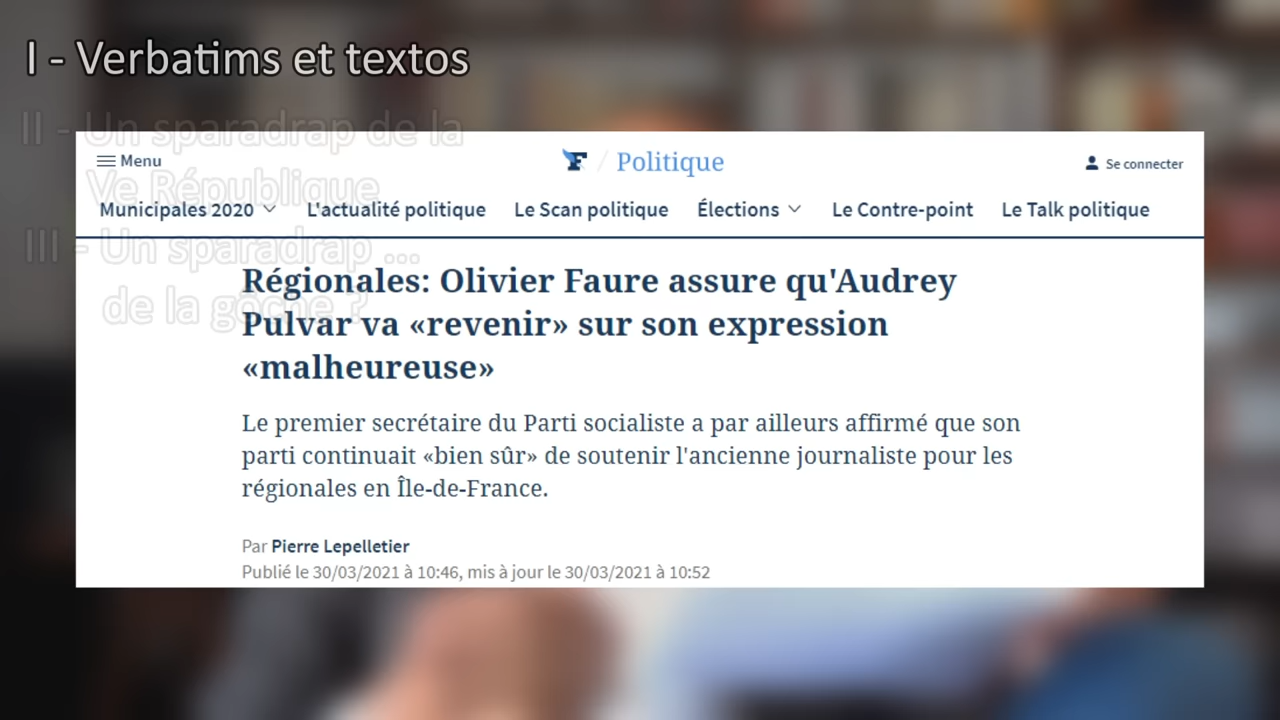 I - Verbatims et textos
II - Un sparadrap de la
Ve République
III - Un sparadrap ...
de la gôche ?
Menu
F / Politique
Se connecter
Municipales 2020
L'actualité politique
Le Scan politique
Élections
Le Contre-point
Le Talk politique
Régionales: Olivier Faure assure qu'Audrey
Pulvar va «revenir» sur son expression
«malheureuse»
Le premier secrétaire du Parti socialiste a par ailleurs affirmé que son
parti continuait «bien sûr» de soutenir l'ancienne journaliste pour les
régionales en Île-de-France.
Par Pierre Lepelletier
Publié le 30/03/2021 à 10:46, mis à jour le 30/03/2021 à 10:52